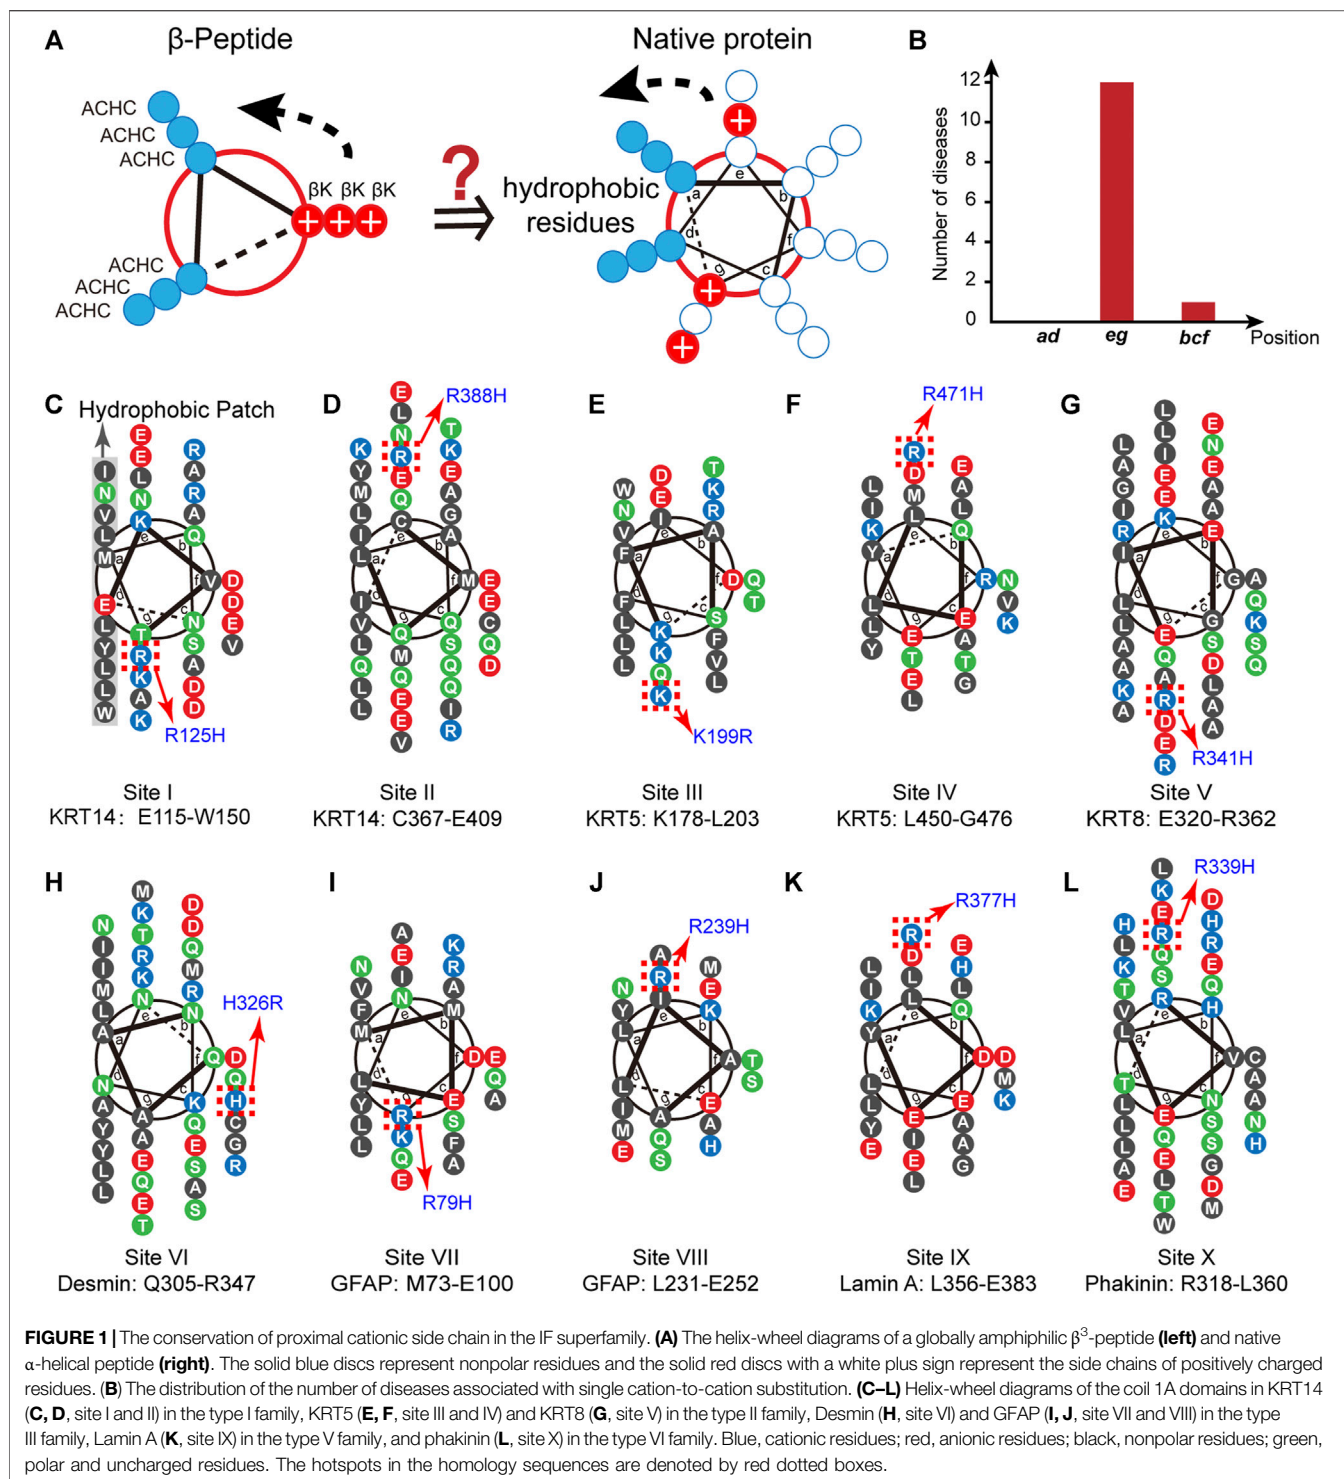 A
β-Peptide
Native protein
ACHC
ACHC
ACHC
βK βK βK
+ + +
ACHC
ACHC
ACHC
?
hydrophobic
residues
+
+
+
a
b
c
d
e
f
g
B
Number of diseases
12
10
8
6
4
2
0
ad eg bcf
Position
C
Hydrophobic Patch
I
N
V
L
M
E
L
Y
L
L
W
E
E
L
N
K
T
R
K
A
K
R
A
R
A
Q
N
S
A
D
D
V D
D
E
V
a
b
c
d
e
f
g
R125H
Site I
KRT14: E115-W150
D
R388H
K
Y
M
L
I
L
I
V
L
Q
L
L
E
L
N
R
E
Q
C
Q
M
Q
E
E
V
T
K
E
A
G
A
Q
S
Q
Q
I
R
M E
E
C
Q
D
a
b
c
d
e
f
g
Site II
KRT14: C367-E409
E
W
N
V
F
F
L
L
L
D
E
I
K
K
Q
K
T
K
R
A
S
F
V
L
D Q
T
a
b
c
d
e
f
g
K199R
Site III
KRT5: K178-L203
F
R471H
L
I
K
Y
L
L
Y
R
D
M
L
E
T
E
L
E
A
L
Q
E
A
T
G
R N
V
K
a
b
c
d
e
f
g
Site IV
KRT5: L450-G476
G
L
A
G
I
R
I
L
L
A
A
K
A
L
L
I
E
E
K
E
Q
A
R
D
E
R
E
N
E
A
A
E
G
S
D
L
A
A
G A
Q
K
S
Q
a
b
c
d
e
f
g
R341H
Site V
KRT8: E320-R362
H
N
I
I
M
L
A
N
A
Y
Y
L
L
M
K
T
R
K
N
A
A
E
Q
E
T
D
D
Q
M
R
N
K
Q
E
S
A
S
Q D
Q
H
C
G
R
a
b
c
d
e
f
g
H326R
Site VI
Desmin: Q305-R347
I
N
V
F
M
L
Y
L
L
A
E
I
N
R
K
Q
E
K
R
A
M
E
S
F
A
D E
Q
A
a
b
c
d
e
f
g
R79H
Site VII
GFAP: M73-E100
J
R239H
N
Y
L
L
I
M
E
A
R
I
A
Q
S
M
E
K
E
A
H
A T
S
a
b
c
d
e
f
g
Site VIII
GFAP: L231-E252
K
R377H
L
I
K
Y
L
L
Y
E
R
D
L
L
E
I
E
L
E
H
L
Q
E
A
A
G
D D
M
K
a
b
c
d
e
f
g
Site IX
Lamin A: L356-E383
L
R339H
H
L
K
T
V
L
T
L
L
L
A
E
L
K
E
R
Q
S
R
E
Q
E
L
T
W
D
H
R
E
Q
H
N
S
S
G
D
M
V C
A
A
N
H
a
b
c
d
e
f
g
Site X
Phakinin: R318-L360
FIGURE 1 | The conservation of proximal cationic side chain in the IF superfamily. (A) The helix-wheel diagrams of a globally amphiphilic β³-peptide (left) and native
α-helical peptide (right). The solid blue discs represent nonpolar residues and the solid red discs with a white plus sign represent the side chains of positively charged
residues. (B) The distribution of the number of diseases associated with single cation-to-cation substitution. (C–L) Helix-wheel diagrams of the coil 1A domains in KRT14
(C, D, site I and II) in the type I family, KRT5 (E, F, site III and IV) and KRT8 (G, site V) in the type II family, Desmin (H, site VI) and GFAP (I, J, site VII and VIII) in the type
III family, Lamin A (K, site IX) in the type V family, and phakinin (L, site X) in the type VI family. Blue, cationic residues; red, anionic residues; black, nonpolar residues; green,
polar and uncharged residues. The hotspots in the homology sequences are denoted by red dotted boxes.